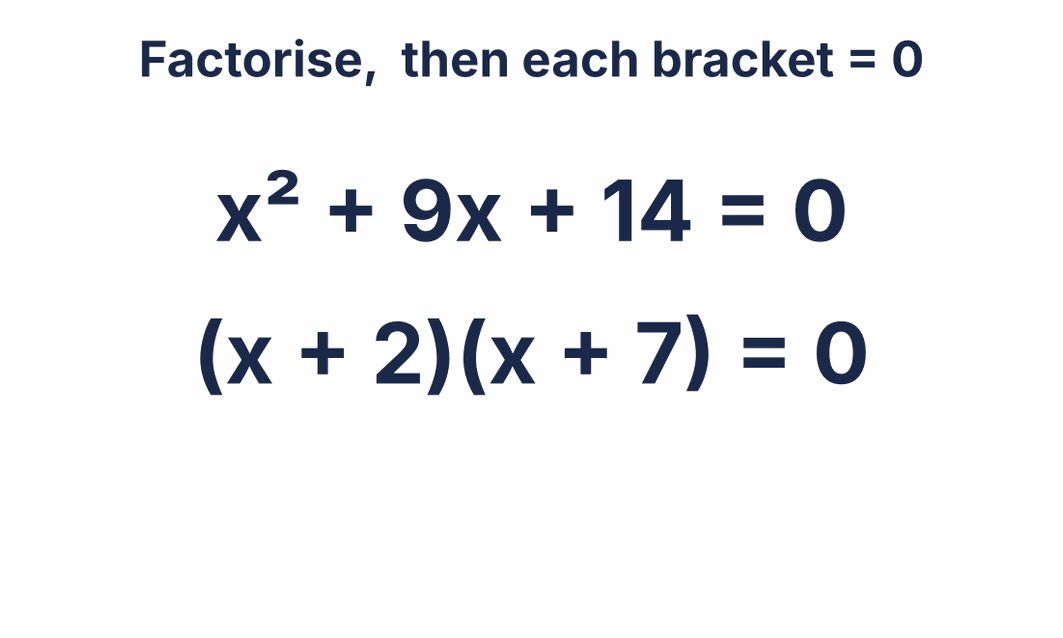 Factorise, then each bracket = 0
x² + 9x + 14 = 0
(x + 2)(x + 7) = 0